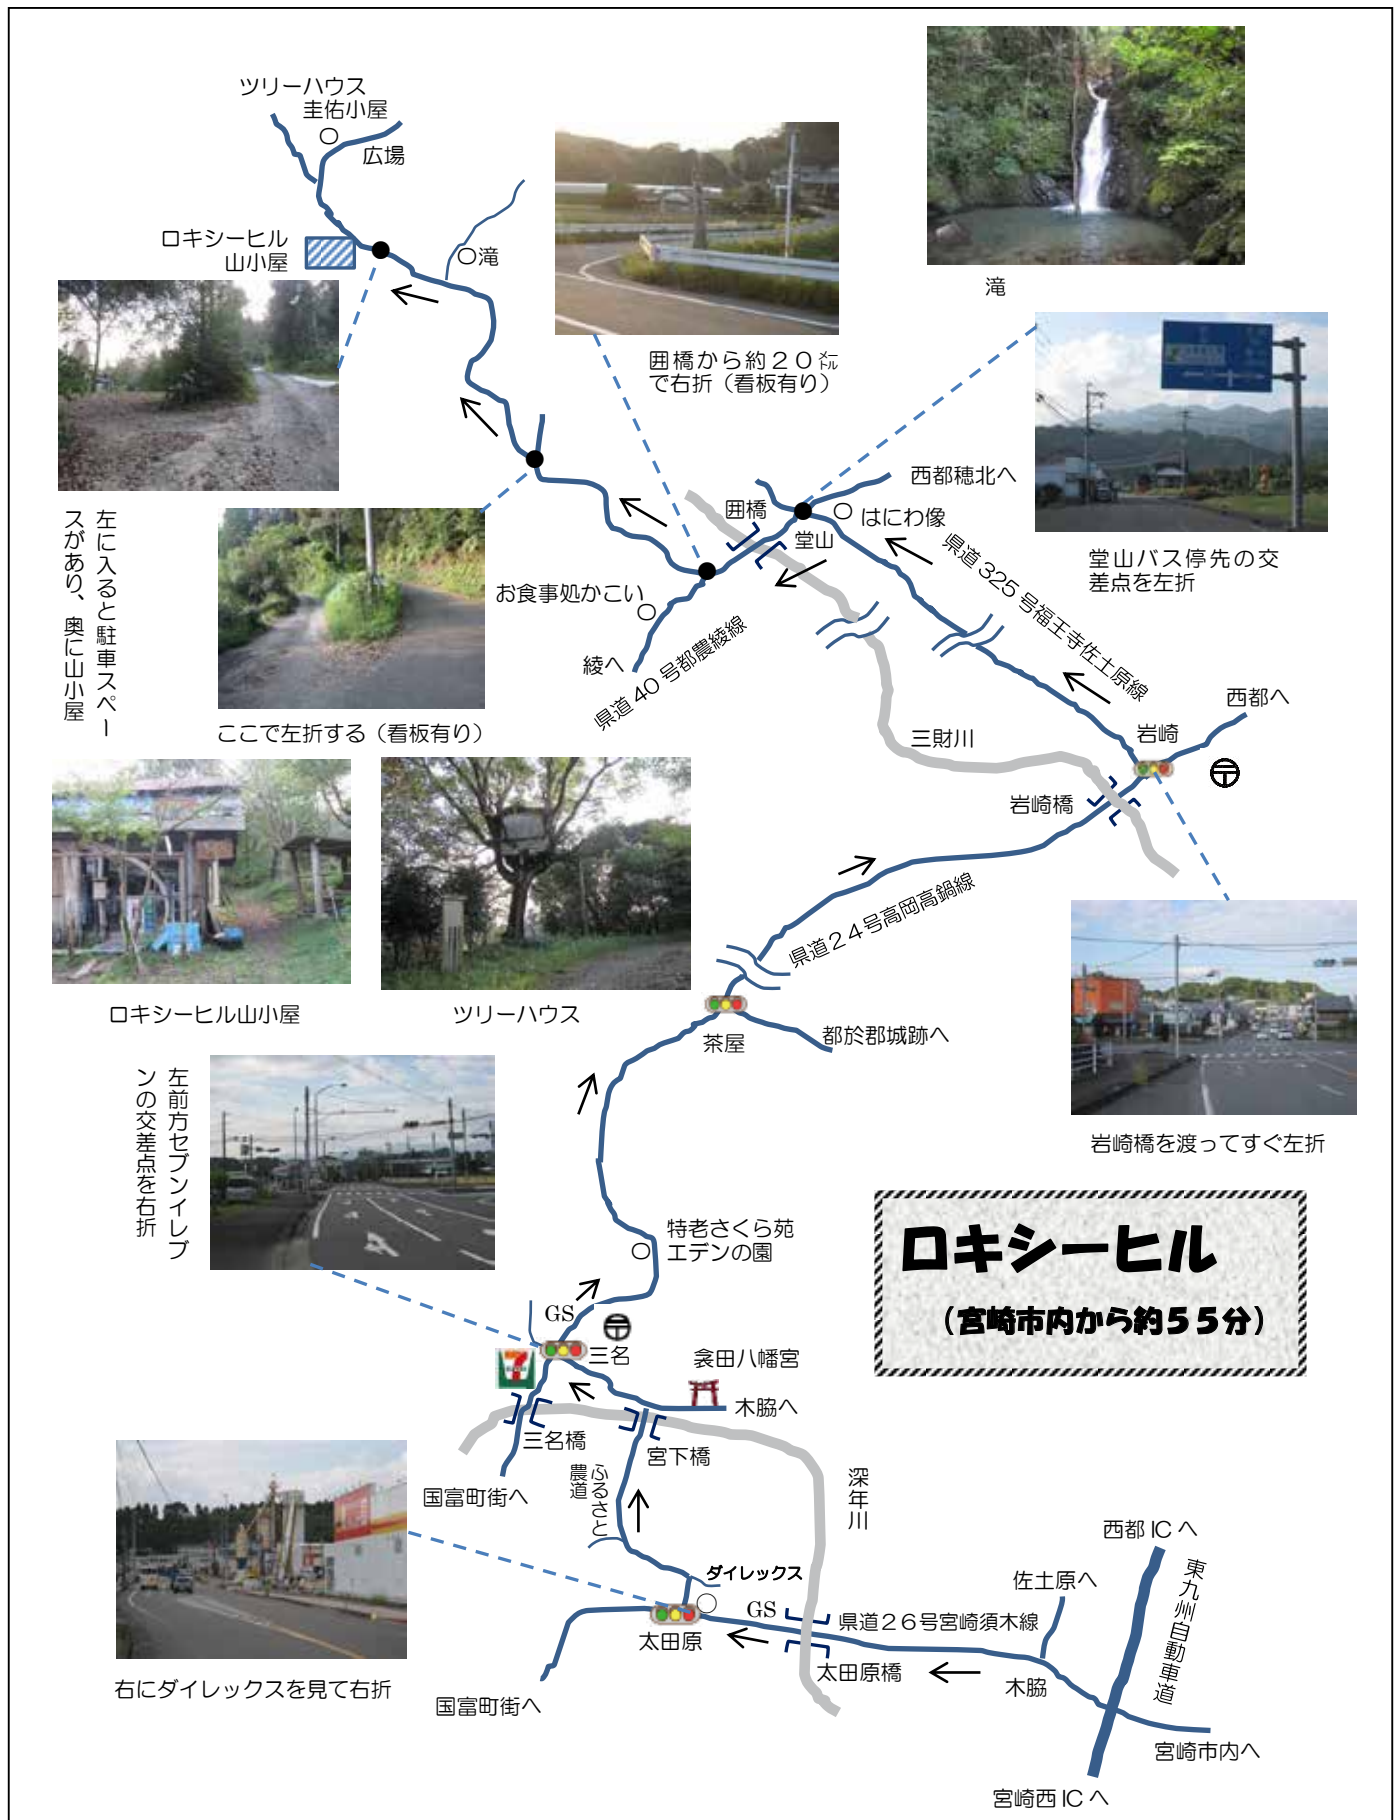 ツリーハウス
圭佑小屋
広場
ロキシーヒル
山小屋
滝
滝
囲橋から約20㍍
で右折（看板有り）
西都穂北へ
囲橋
はにわ像
堂山
堂山バス停先の交
差点を左折
県道325号福王寺佐土原線
お食事処かこい
綾へ
県道40号都農綾線
左に入ると駐車スペー
スがあり、奥に山小屋
ここで左折する（看板有り）
西都へ
岩崎
三財川
岩崎橋
県道24号高岡高鍋線
ロキシーヒル山小屋
ツリーハウス
茶屋
都於郡城跡へ
岩崎橋を渡ってすぐ左折
左前方セブンイレブ
ンの交差点を右折
特老さくら苑
エデンの園
ロキシーヒル
（宮崎市内から約55分）
GS
三名
衾田八幡宮
木脇へ
三名橋
宮下橋
国富町街へ
ふるさと
農道
深年川
西都ICへ
東九州自動車道
ダイレックス
佐土原へ
GS
県道26号宮崎須木線
太田原
太田原橋
木脇
右にダイレックスを見て右折
国富町街へ
宮崎市内へ
宮崎西ICへ